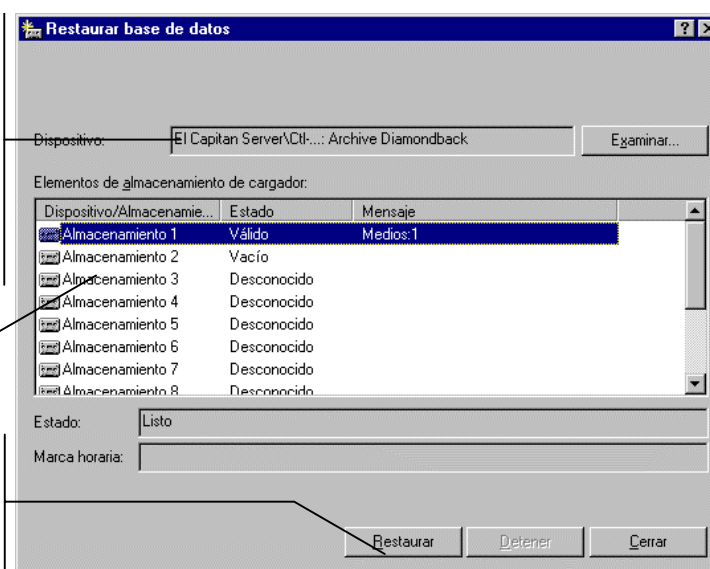 Restaurar base de datos
Dispositivo: El Capitan Server\Ctl-...: Archive Diamondback Examinar...
Elementos de almacenamiento de cargador:
Dispositivo/Almacenamie... Estado Mensaje
Almacenamiento 1 Válido Medios:1
Almacenamiento 2 Vacío
Almacenamiento 3 Desconocido
Almacenamiento 4 Desconocido
Almacenamiento 5 Desconocido
Almacenamiento 6 Desconocido
Almacenamiento 7 Desconocido
Almacenamiento 8 Desconocido
Estado: Listo
Marca horaria:
Restaurar Detener Cerrar